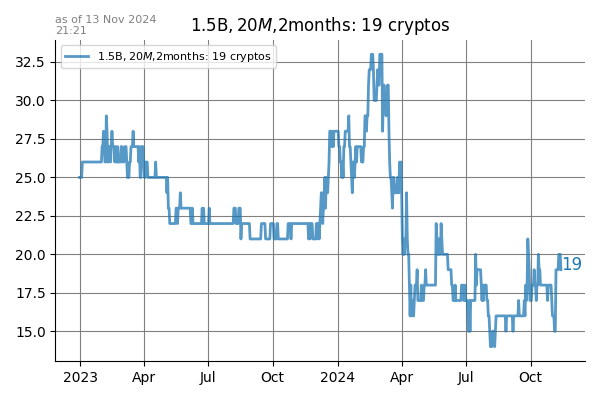 as of 13 Nov 2024
21:21
1.5B, 20M,2months: 19 cryptos
1.5B, 20M,2months: 19 cryptos
32.5
30.0
27.5
25.0
22.5
20.0
17.5
15.0
19
2023 Apr Jul Oct 2024 Apr Jul Oct